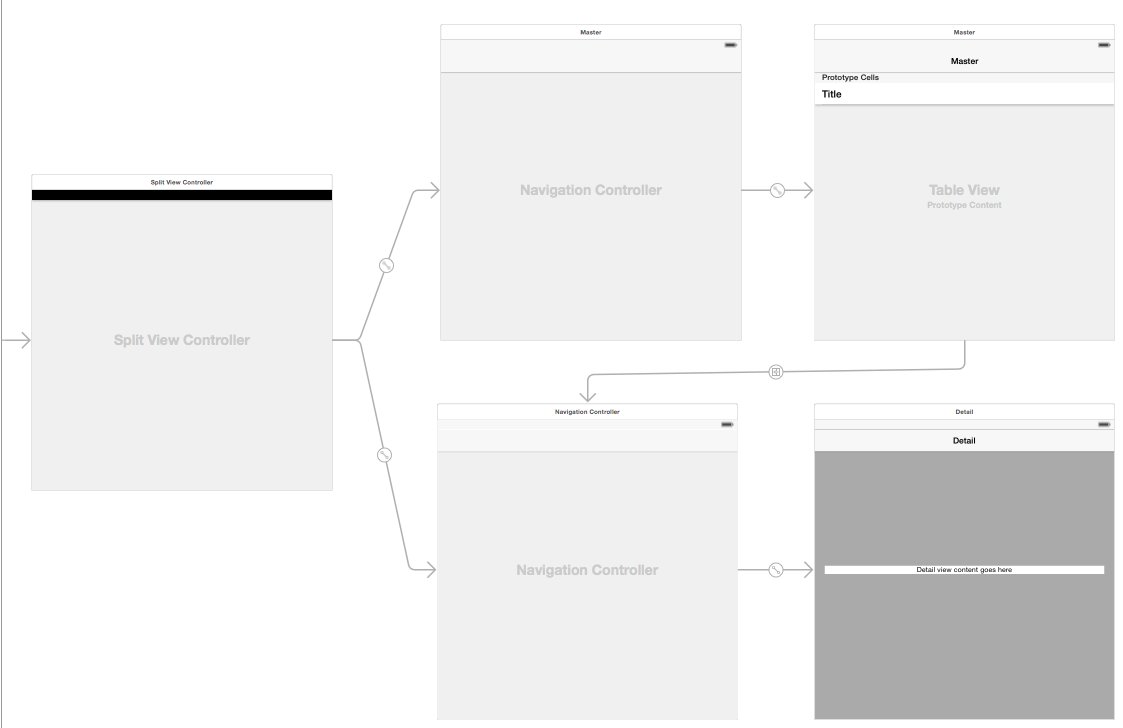 Split View Controller
Split View Controller
Master
Navigation Controller
Master
Master
Prototype Cells
Title
Table View
Prototype Content
Navigation Controller
Navigation Controller
Detail
Detail
Detail view content goes here